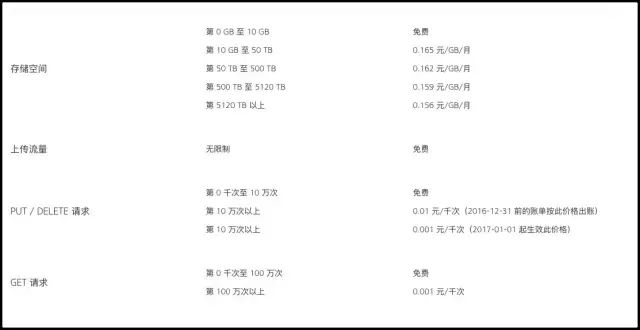 存储空间
第 0 GB 至 10 GB 免费
第 10 GB 至 50 TB 0.165 元/GB/月
第 50 TB 至 500 TB 0.162 元/GB/月
第 500 TB 至 5120 TB 0.159 元/GB/月
第 5120 TB 以上 0.156 元/GB/月
上传流量 无限制 免费
PUT / DELETE 请求
第 0 千次至 10 万次 免费
第 10 万次以上 0.01 元/千次（2016-12-31 前的账单按此价格出账）
第 10 万次以上 0.001 元/千次（2017-01-01 起生效此价格）
GET 请求
第 0 千次至 100 万次 免费
第 100 万次以上 0.001 元/千次